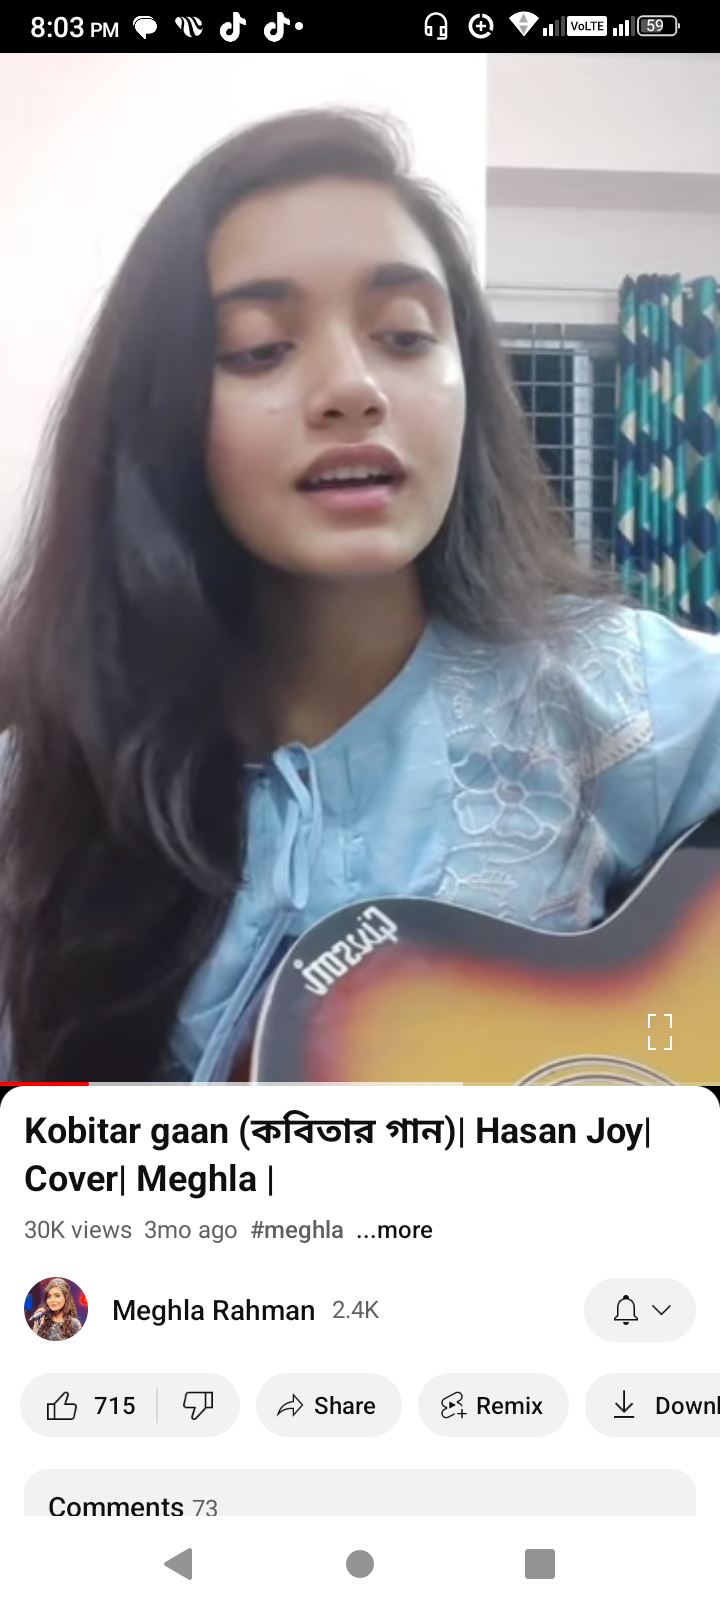 8:03 PM
VoLTE
59
Givson
Kobitar gaan (কবিতার গান)| Hasan Joy|
Cover| Meghla |
30K views 3mo ago #meghla ...more
Meghla Rahman 2.4K
715
Share
Remix
Downl
Comments 73